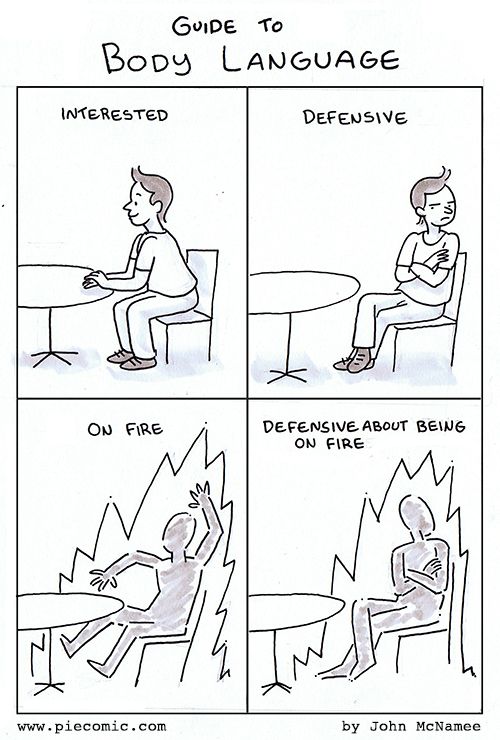 GUIDE TO
BODY LANGUAGE
INTERESTED
DEFENSIVE
ON FIRE
DEFENSIVE ABOUT BEING
ON FIRE
www.piecomic.com
by John McNamee